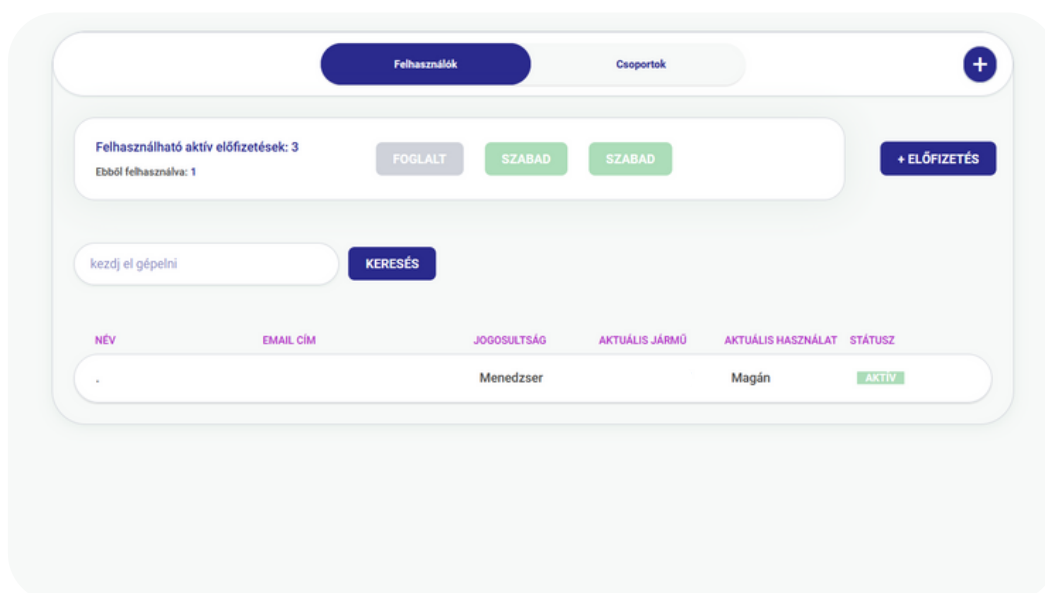 Felhasználók Csoportok +
Felhasználható aktív előfizetések: 3
Ebből felhasználva: 1
FOGLALT SZABAD SZABAD
+ ELŐFIZETÉS
kezdj el gépelni KERESÉS
NÉV EMAIL CÍM JOGOSULTSÁG AKTUÁLIS JÁRMŰ AKTUÁLIS HASZNÁLAT STÁTUSZ
. Menedzser Magán AKTÍV